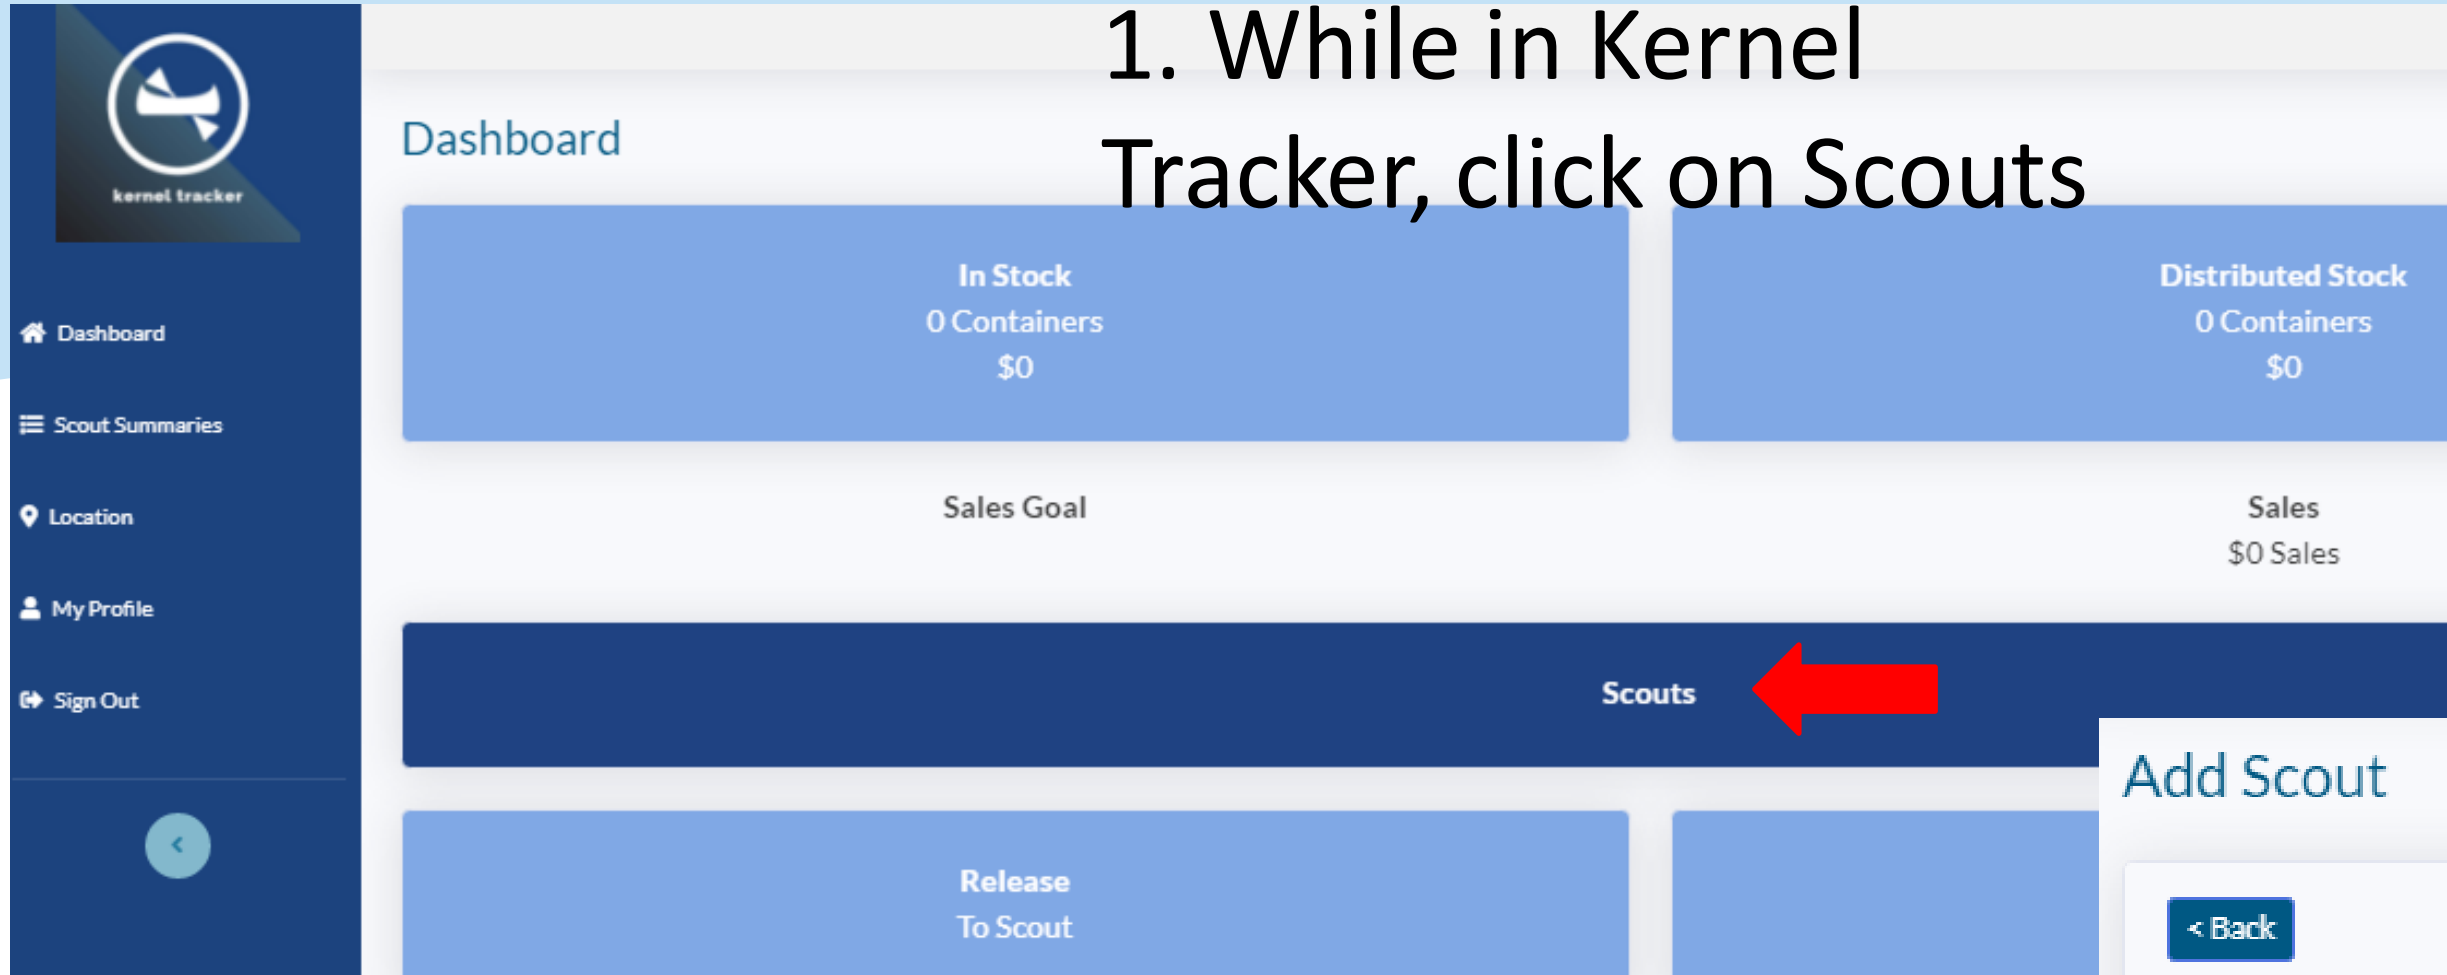 1. While in Kernel
Tracker, click on Scouts
kernel tracker
Dashboard
Scout Summaries
Location
My Profile
Sign Out
Dashboard
In Stock
0 Containers
$0
Distributed Stock
0 Containers
$0
Sales Goal
Sales
$0 Sales
Scouts
Release
To Scout
Add Scout
< Back